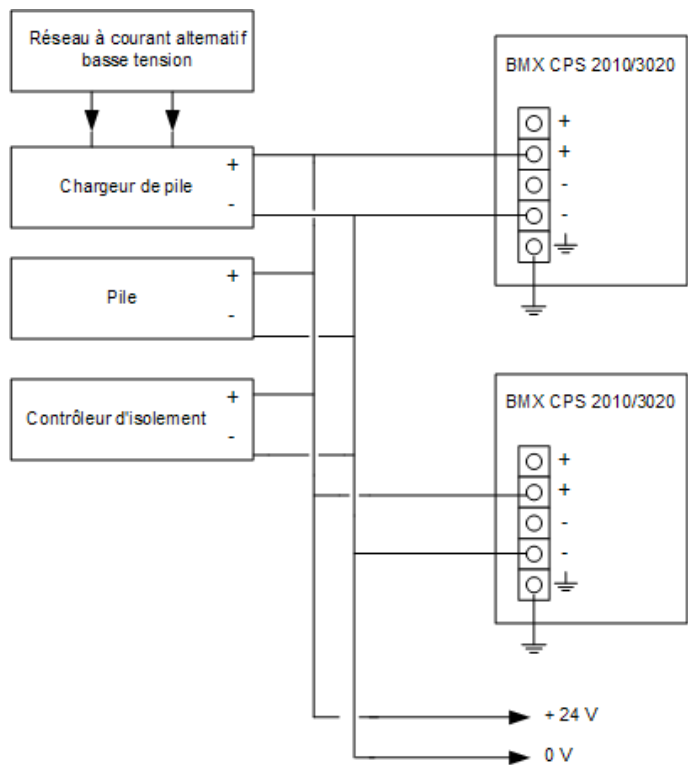 Réseau à courant alternatif
basse tension
Chargeur de pile
+
-
Pile
+
-
Contrôleur d'isolement
+
-
BMX CPS 2010/3020
+
+
-
-
BMX CPS 2010/3020
+
+
-
-
+ 24 V
0 V